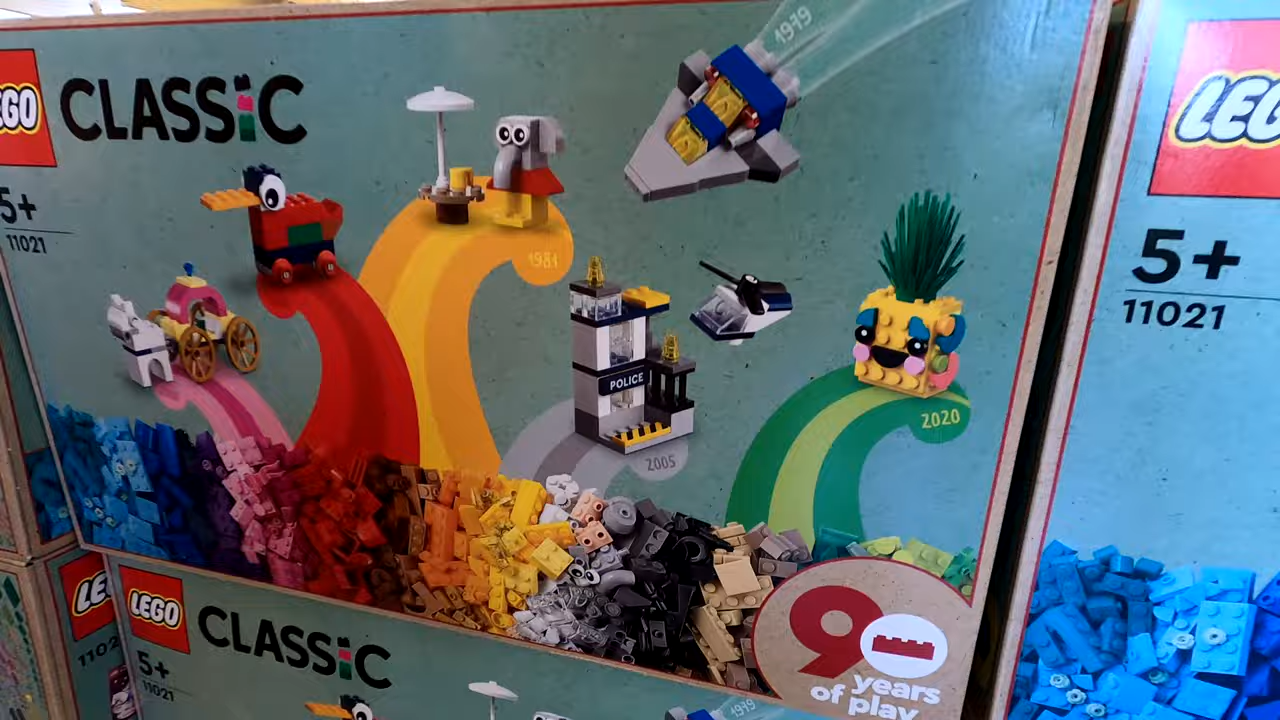 LEGO
CLASSIC
5+
11021
1979
1981
POLICE
2005
2020
90
years
of play
LEGO
5+
11021
LEGO
CLASSIC
5+
11021
1979